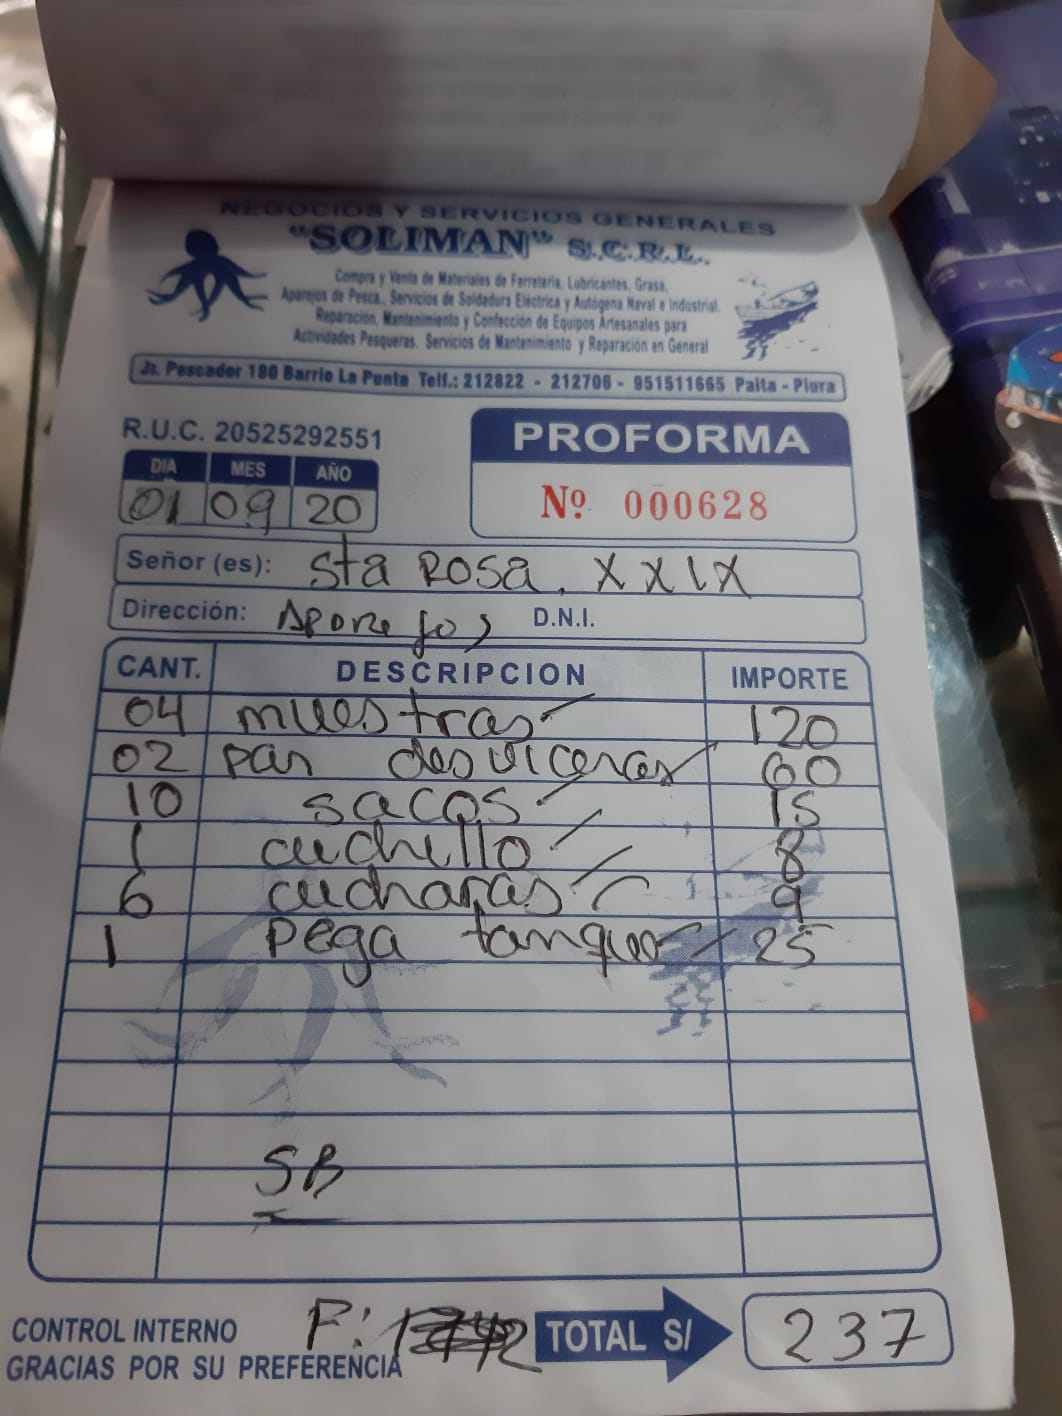 NEGOCIOS Y SERVICIOS GENERALES
"SOLIMAN" S.C.R.L.
Compra y Venta de Materiales de Ferretería, Lubricantes, Grasa,
Aparejos de Pesca, Servicios de Soldadura Eléctrica y Autógena Naval e Industrial.
Reparación, Mantenimiento y Confección de Equipos Artesanales para
Actividades Pesqueras. Servicios de Mantenimiento y Reparación en General
Jr. Pescador 180 Barrio La Punta Telf.: 212822 - 212706 - 951511665 Paita - Piura
R.U.C. 20525292551
PROFORMA
DIA MES AÑO
01 09 20
Nº 000628
Señor (es): Sta Rosa. XXIX
Dirección: Aparejos D.N.I.
CANT. DESCRIPCION IMPORTE
04 muestras 120
02 par 60
10 sacos 15
1 cuchillo 8
6 cucharas 9
1 pega tanque 25
SB
CONTROL INTERNO
GRACIAS POR SU PREFERENCIA
TOTAL S/ 237